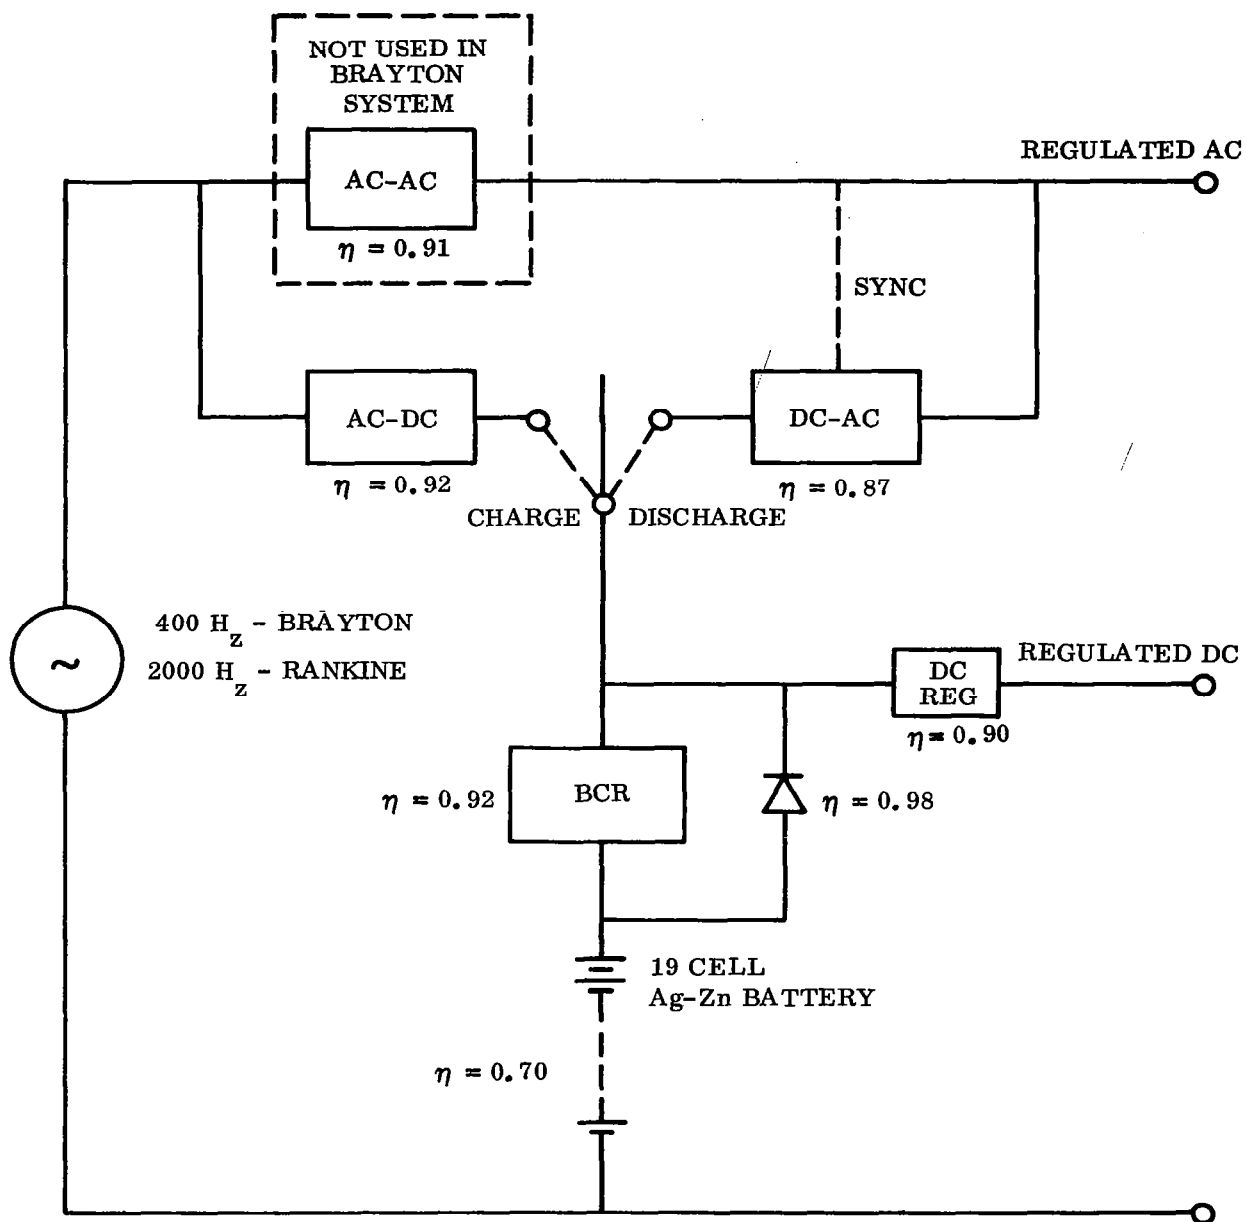 NOT USED IN
BRAYTON
SYSTEM
AC-AC
η = 0.91
REGULATED AC
SYNC
AC-DC
η = 0.92
DC-AC
η = 0.87
CHARGE
DISCHARGE
400 Hz - BRAYTON
2000 Hz - RANKINE
~
REGULATED DC
DC
REG
η = 0.90
BCR
η = 0.92
η = 0.98
19 CELL
Ag-Zn BATTERY
η = 0.70